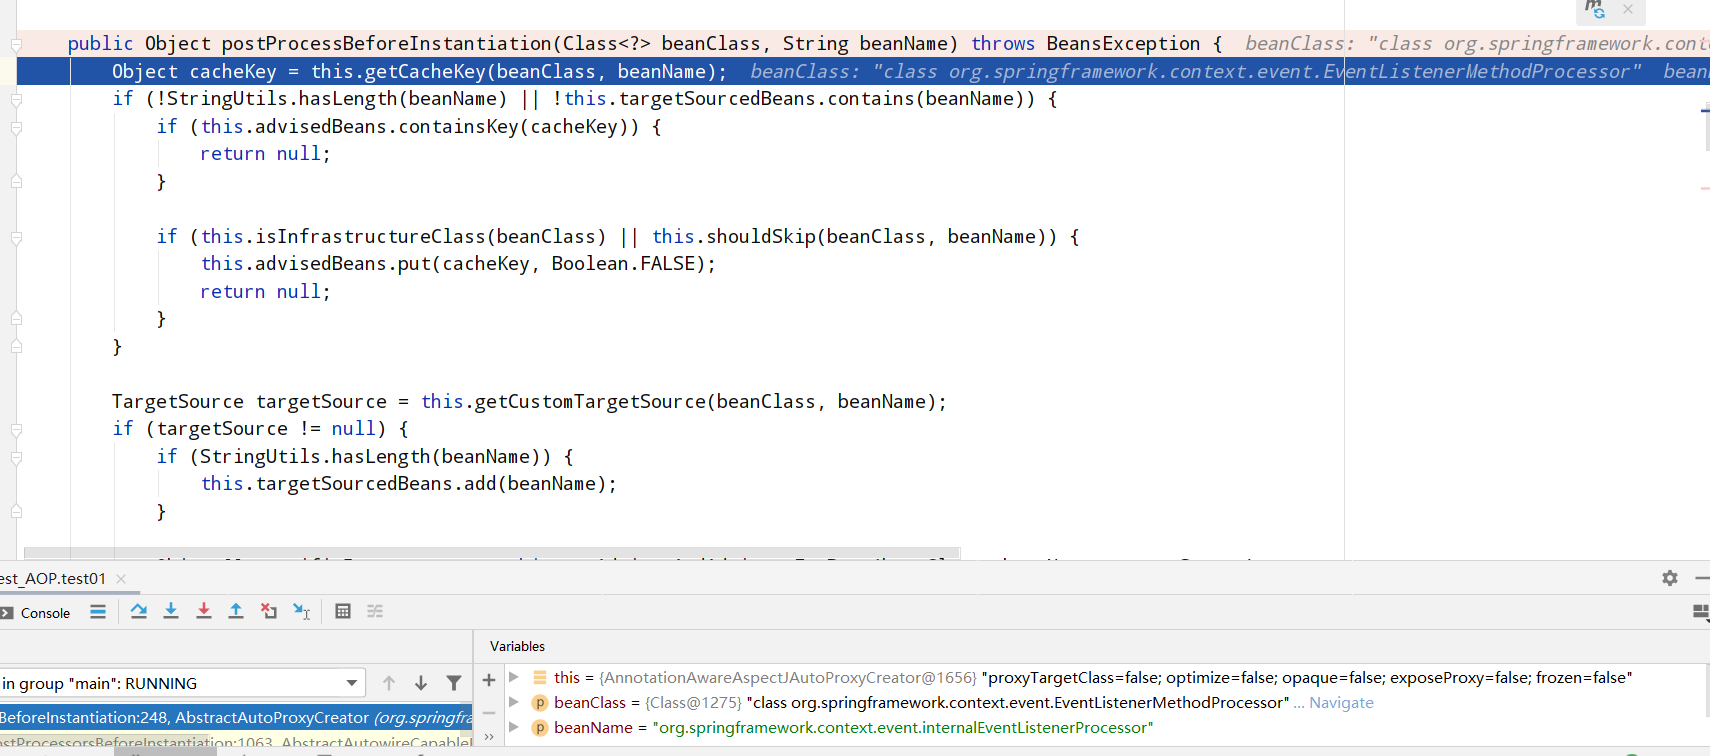 public Object postProcessBeforeInstantiation(Class<?> beanClass, String beanName) throws BeansException {  beanClass: "class org.springframework.cont
Object cacheKey = this.getCacheKey(beanClass, beanName);  beanClass: "class org.springframework.context.event.EventListenerMethodProcessor"  bean
if (!StringUtils.hasLength(beanName) || !this.targetSourcedBeans.contains(beanName)) {
if (this.advisedBeans.containsKey(cacheKey)) {
return null;
}
if (this.isInfrastructureClass(beanClass) || this.shouldSkip(beanClass, beanName)) {
this.advisedBeans.put(cacheKey, Boolean.FALSE);
return null;
}
}
TargetSource targetSource = this.getCustomTargetSource(beanClass, beanName);
if (targetSource != null) {
if (StringUtils.hasLength(beanName)) {
this.targetSourcedBeans.add(beanName);
}
est_AOP.test01
Console
Variables
in group "main": RUNNING
this = {AnnotationAwareAspectJAutoProxyCreator@1656} "proxyTargetClass=false; optimize=false; opaque=false; exposeProxy=false; frozen=false"
BeforeInstantiation:248, AbstractAutoProxyCreator (org.springfra
beanClass = {Class@1275} "class org.springframework.context.event.EventListenerMethodProcessor" ... Navigate
beanName = "org.springframework.context.event.internalEventListenerProcessor"
ostProcessorsBeforeInstantiation:1063, AbstractAutowireCapableI